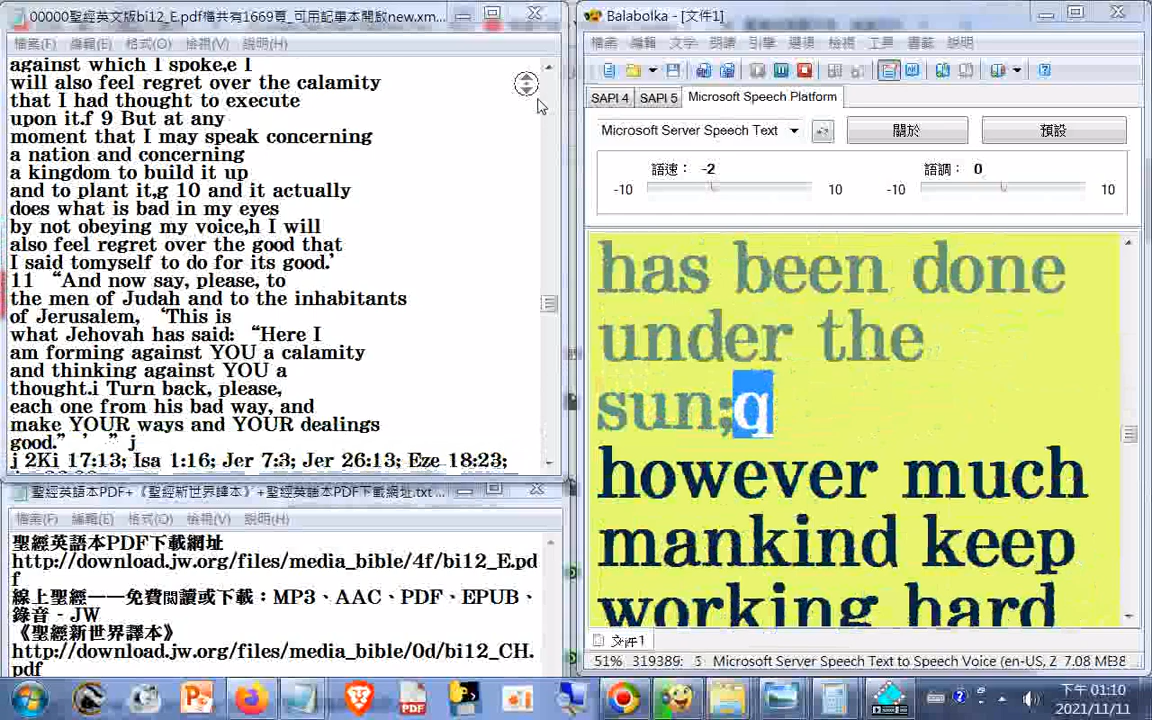 00000聖經英文版bi12_E.pdf檔共有1669頁_可用記事本開啟new.xm...
檔案(F) 編輯(E) 格式(O) 檢視(V) 說明(H)
against which I spoke,e I
will also feel regret over the calamity
that I had thought to execute
upon it.f 9 But at any
moment that I may speak concerning
a nation and concerning
a kingdom to build it up
and to plant it,g 10 and it actually
does what is bad in my eyes
by not obeying my voice,h I will
also feel regret over the good that
I said tomyself to do for its good.’
11 “And now say, please, to
the men of Judah and to the inhabitants
of Jerusalem, ‘This is
what Jehovah has said: “Here I
am forming against YOU a calamity
and thinking against YOU a
thought.i Turn back, please,
each one from his bad way, and
make YOUR ways and YOUR dealings
good.” ’ ”j
j 2Ki 17:13; Isa 1:16; Jer 7:3; Jer 26:13; Eze 18:23;
聖經英語本PDF+《聖經新世界譯本》+聖經英語本PDF下載網址.txt ...
檔案(F) 編輯(E) 格式(O) 檢視(V) 說明(H)
聖經英語本PDF下載網址
http://download.jw.org/files/media_bible/4f/bi12_E.pd
f
線上聖經——免費閱讀或下載：MP3、AAC、PDF、EPUB、
錄音 - JW
《聖經新世界譯本》
http://download.jw.org/files/media_bible/0d/bi12_CH.
pdf
Balabolka - [文件1]
檔案 編輯 文字 朗讀 引擎 選項 檢視 工具 書籤 說明
SAPI 4 SAPI 5 Microsoft Speech Platform
Microsoft Server Speech Text 關於 預設
語速： -2 語調： 0
-10 10 -10 10
has been done
under the
sun;q
however much
mankind keep
working hard
文件1
51% 319389: 5 Microsoft Server Speech Text to Speech Voice (en-US, Z 7.08 MB
下午 01:10
2021/11/11